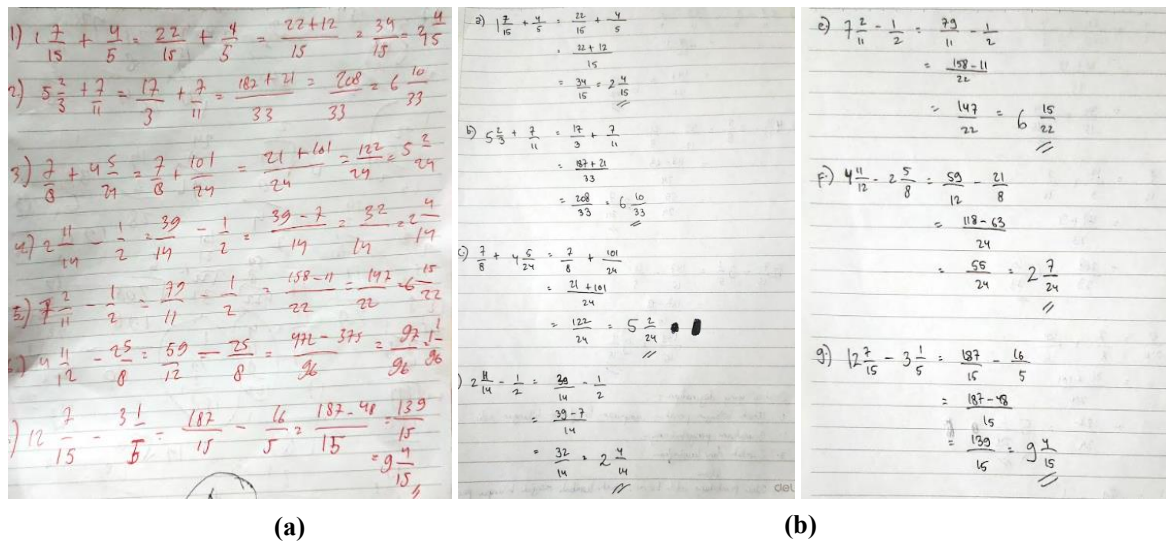 1) 1 7/15 + 4/5 = 22/15 + 4/5 = 22+12/15 = 34/15 = 2 4/15
2) 5 2/3 + 7/11 = 17/3 + 7/11 = 187+21/33 = 208/33 = 6 10/33
3) 7/8 + 4 5/24 = 7/8 + 101/24 = 21+101/24 = 122/24 = 5 2/24
4) 2 11/14 - 1/2 = 39/14 - 1/2 = 39-7/14 = 32/14 = 2 4/14
5) 7 2/11 - 1/2 = 79/11 - 1/2 = 158-11/22 = 147/22 = 6 15/22
) 4 11/12 - 25/8 = 59/12 - 25/8 = 472-375/96 = 97/96 = 1 1/96
) 12 7/15 - 3 1/5 = 187/15 - 16/5 = 187-48/15 = 139/15
= 9 4/15
(a)
a) 1 7/15 + 4/5 = 22/15 + 4/5
= 22+12/15
= 34/15 = 2 4/15
b) 5 2/3 + 7/11 = 17/3 + 7/11
= 187+21/33
= 208/33 = 6 10/33
c) 7/8 + 4 5/24 = 7/8 + 101/24
= 21+101/24
= 122/24 = 5 2/24
) 2 11/14 - 1/2 = 39/14 - 1/2
= 39-7/14
= 32/14 = 2 4/14
e) 7 2/11 - 1/2 = 79/11 - 1/2
= 158-11/22
= 147/22 = 6 15/22
f) 4 11/12 - 2 5/8 = 59/12 - 21/8
= 118-63/24
= 55/24 = 2 7/24
g) 12 7/15 - 3 1/5 = 187/15 - 16/5
= 187-48/15
= 139/15 = 9 4/15
(b)